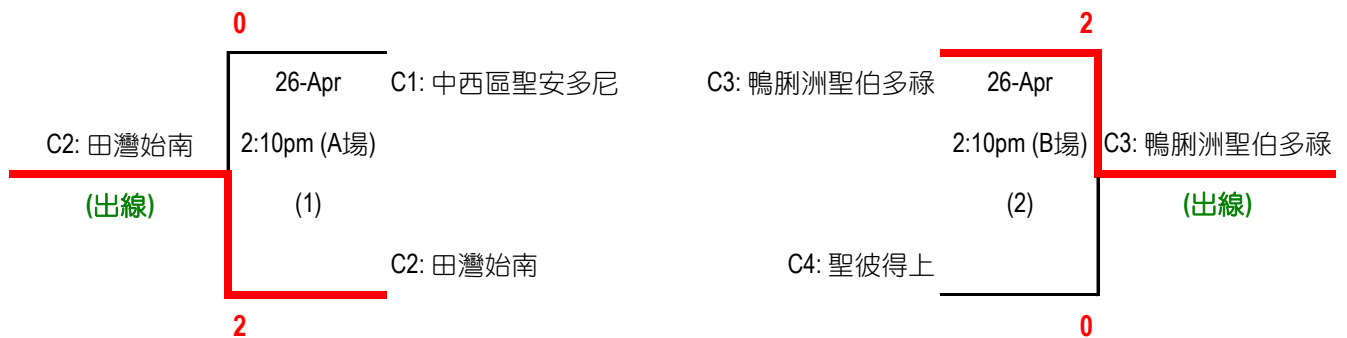 0 2
26-Apr C1: 中西區聖安多尼 C3: 鴨脷洲聖伯多祿 26-Apr
C2: 田灣始南 2:10pm (A場) 2:10pm (B場) C3: 鴨脷洲聖伯多祿
(出線) (1) (2) (出線)
C2: 田灣始南 C4: 聖彼得上
2 0